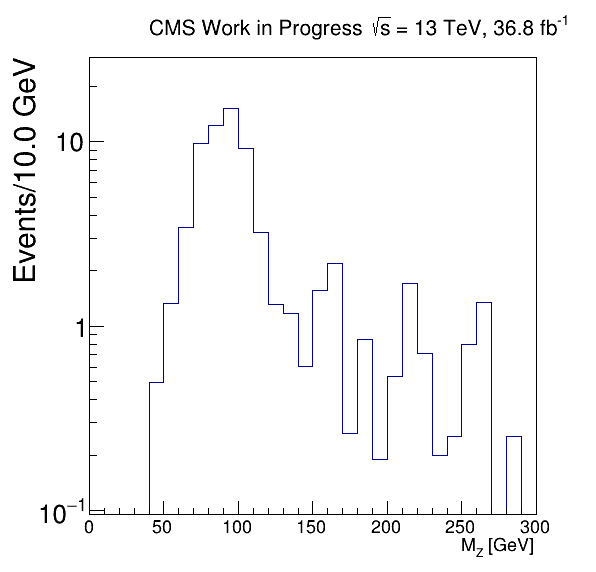 CMS Work in Progress √s = 13 TeV, 36.8 fb⁻¹
Events/10.0 GeV
10
1
10⁻¹
0 50 100 150 200 250 300
M_Z [GeV]